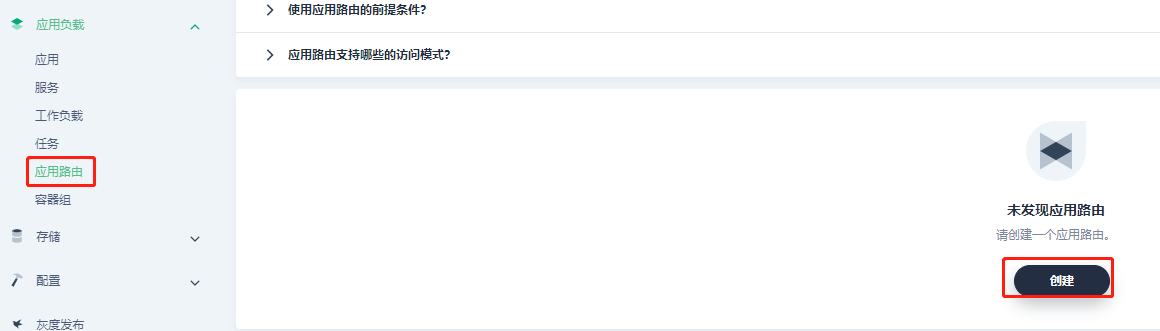 应用负载
应用
服务
工作负载
任务
应用路由
容器组
存储
配置
灰度发布
使用应用路由的前提条件?
应用路由支持哪些的访问模式?
未发现应用路由
请创建一个应用路由。
创建